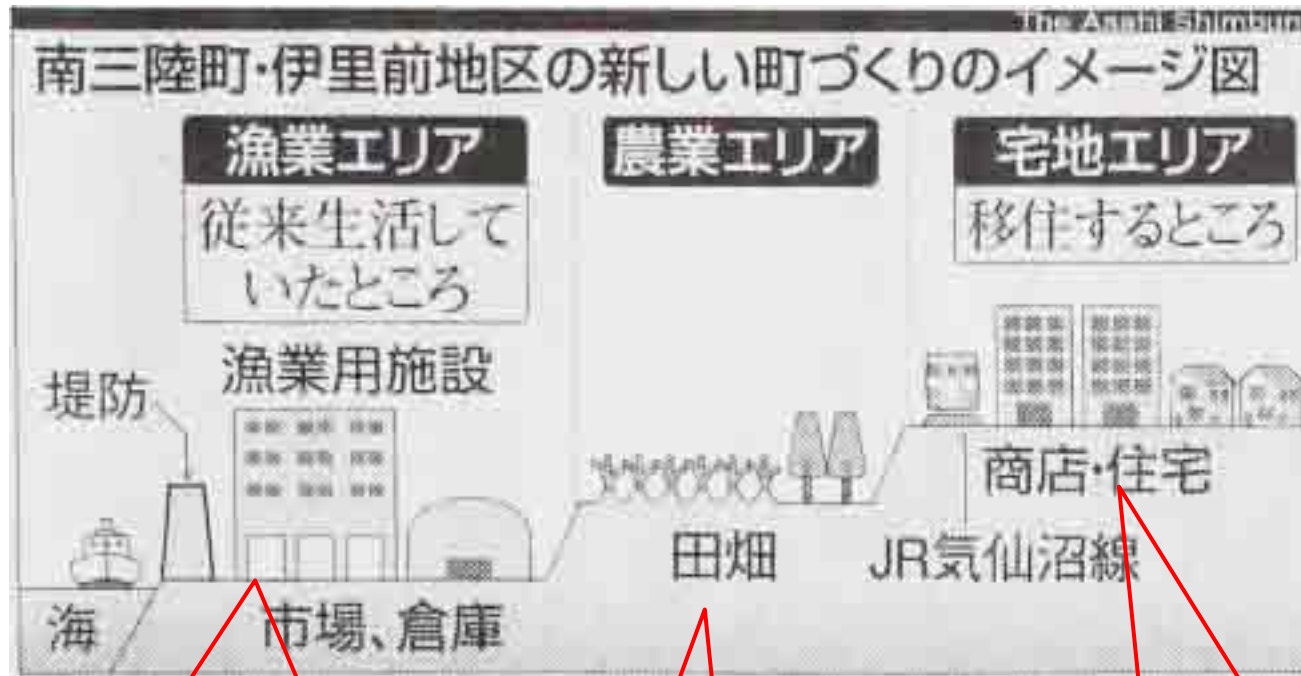 The Asahi Shimbun
南三陸町・伊里前地区の新しい町づくりのイメージ図
漁業エリア
従来生活して
いたところ
農業エリア
宅地エリア
移住するところ
堤防
漁業用施設
商店・住宅
田畑
JR気仙沼線
海
市場、倉庫